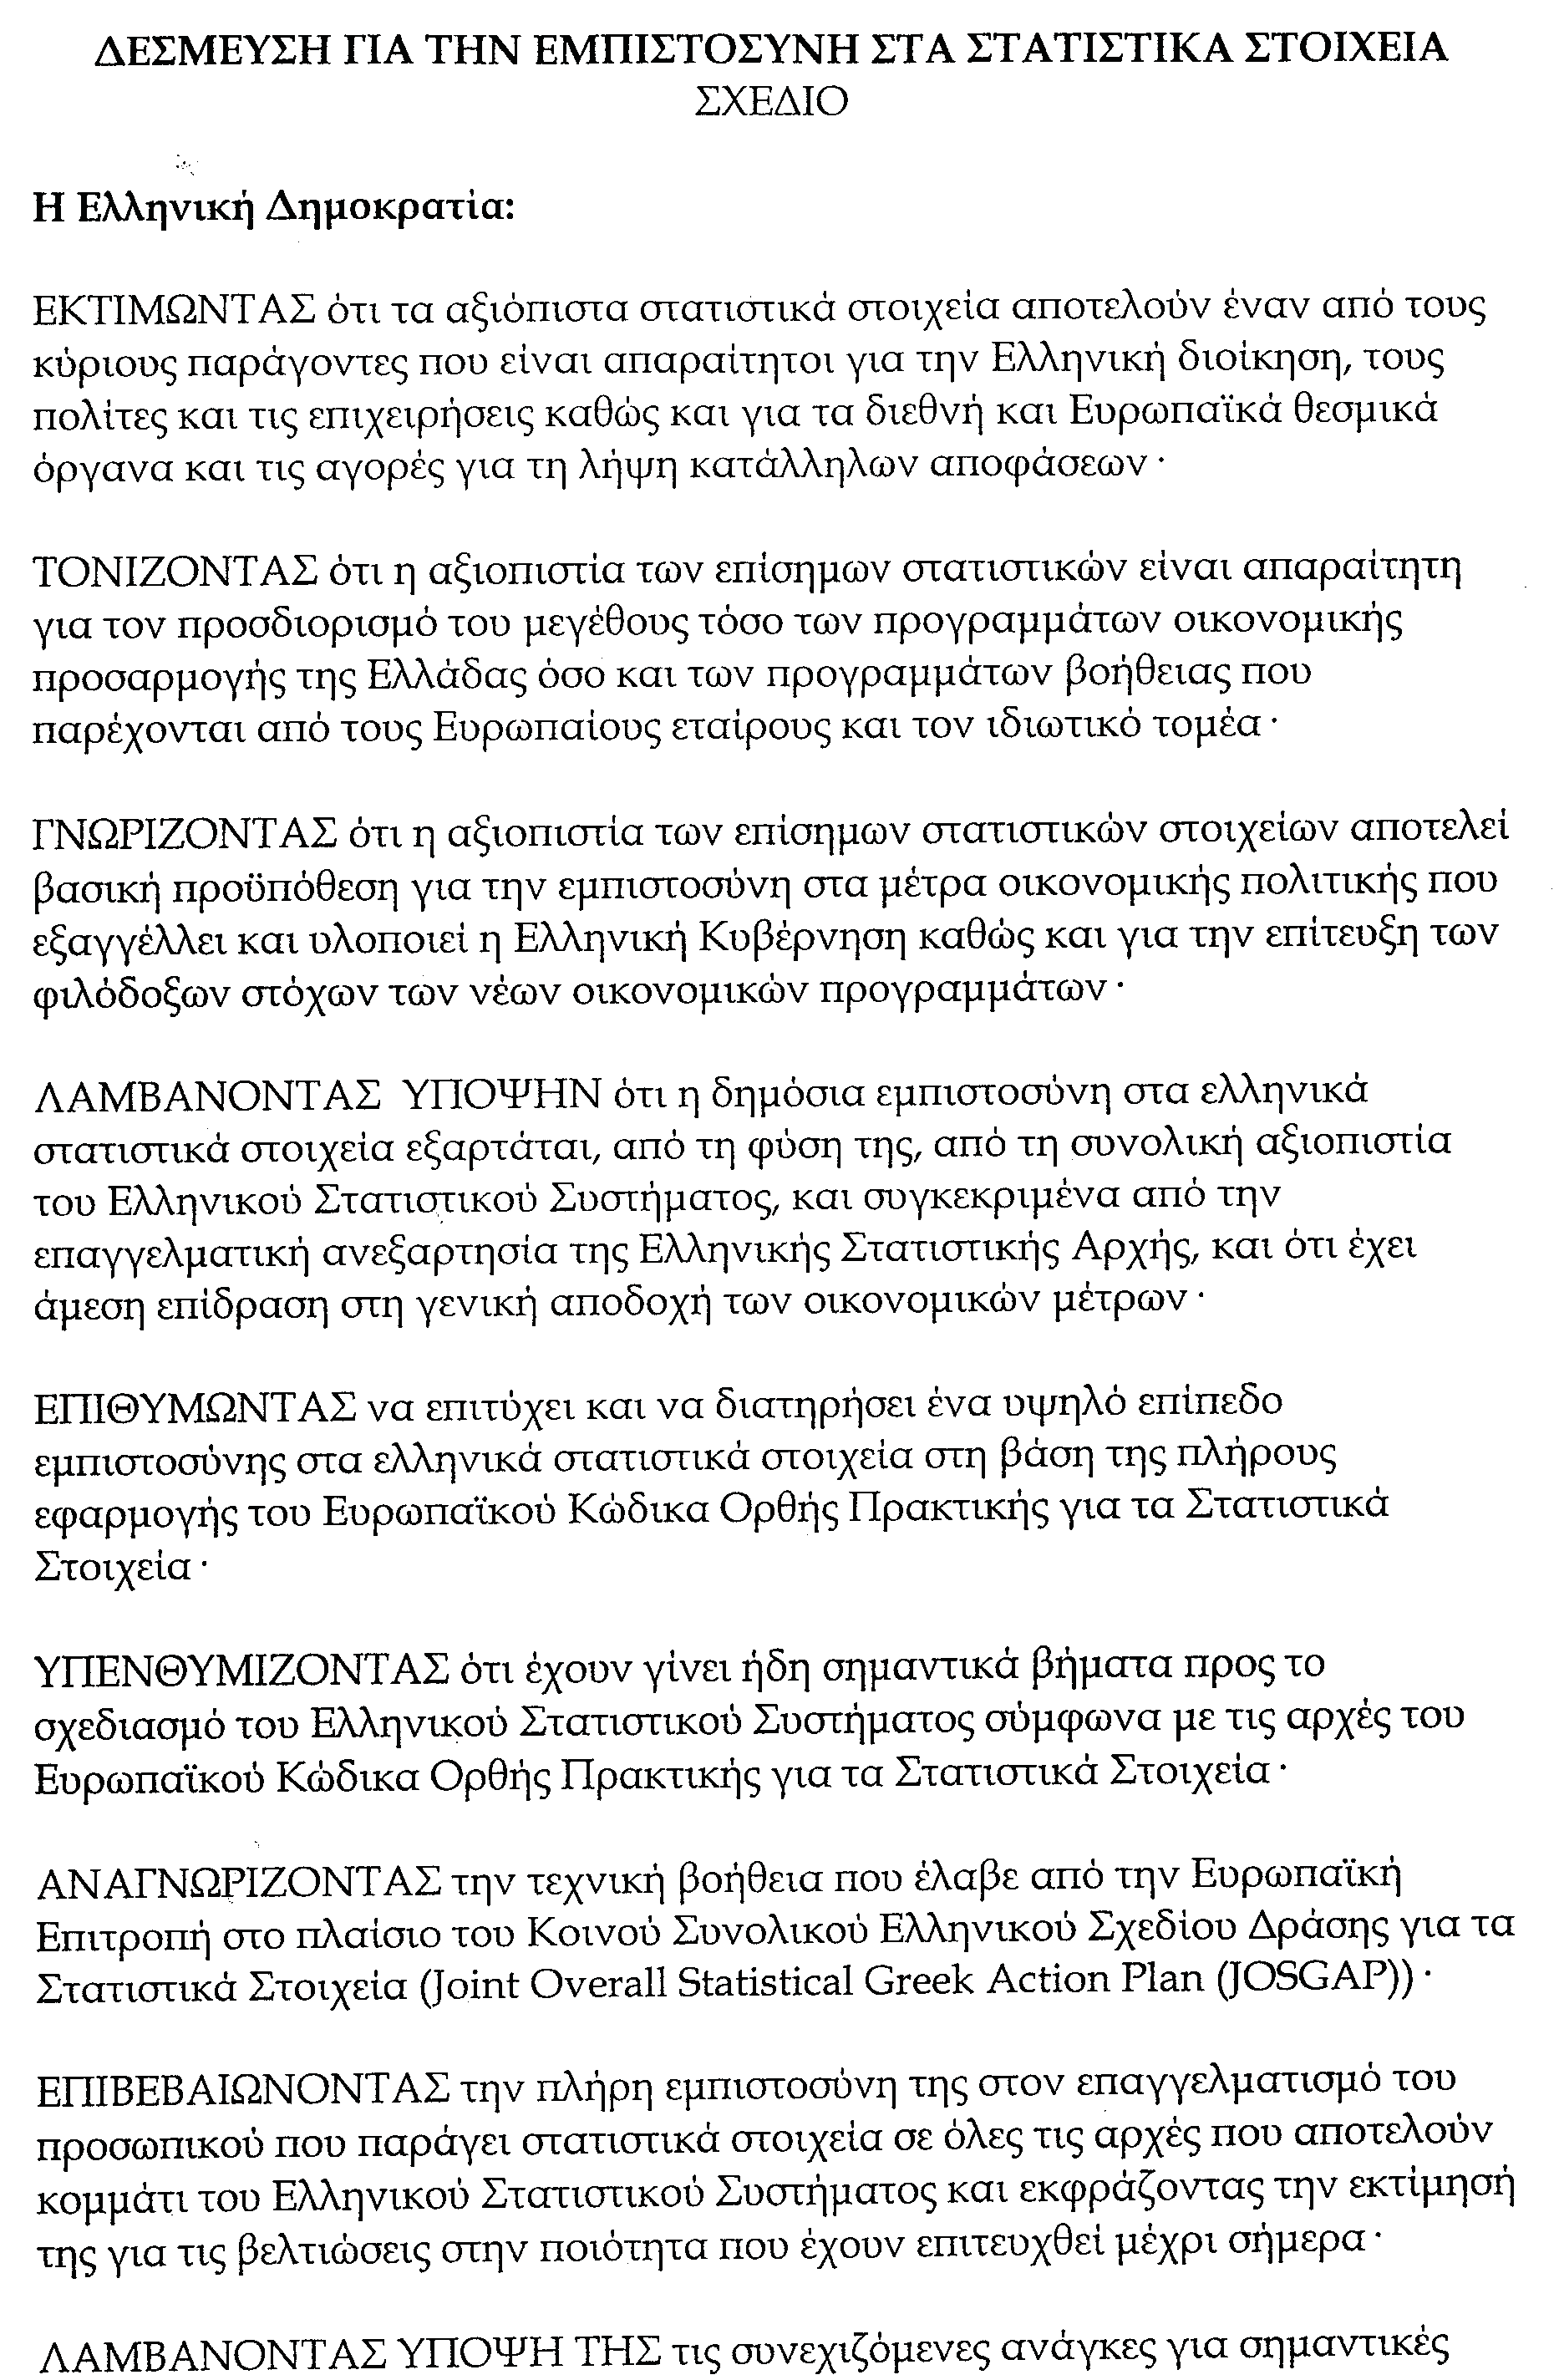 ΔΕΣΜΕΥΣΗ ΓΙΑ ΤΗΝ ΕΜΠΙΣΤΟΣΥΝΗ ΣΤΑ ΣΤΑΤΙΣΤΙΚΑ ΣΤΟΙΧΕΙΑ
ΣΧΕΔΙΟ
Η Ελληνική Δημοκρατία:
ΕΚΤΙΜΩΝΤΑΣ ότι τα αξιόπιστα στατιστικά στοιχεία αποτελούν έναν από τους
κύριους παράγοντες που είναι απαραίτητοι για την Ελληνική διοίκηση, τους
πολίτες και τις επιχειρήσεις καθώς και για τα διεθνή και Ευρωπαϊκά θεσμικά
όργανα και τις αγορές για τη λήψη κατάλληλων αποφάσεων·
ΤΟΝΙΖΟΝΤΑΣ ότι η αξιοπιστία των επίσημων στατιστικών είναι απαραίτητη
για τον προσδιορισμό του μεγέθους τόσο των προγραμμάτων οικονομικής
προσαρμογής της Ελλάδας όσο και των προγραμμάτων βοήθειας που
παρέχονται από τους Ευρωπαίους εταίρους και τον ιδιωτικό τομέα·
ΓΝΩΡΙΖΟΝΤΑΣ ότι η αξιοπιστία των επίσημων στατιστικών στοιχείων αποτελεί
βασική προϋπόθεση για την εμπιστοσύνη στα μέτρα οικονομικής πολιτικής που
εξαγγέλλει και υλοποιεί η Ελληνική Κυβέρνηση καθώς και για την επίτευξη των
φιλόδοξων στόχων των νέων οικονομικών προγραμμάτων·
ΛΑΜΒΑΝΟΝΤΑΣ ΥΠΟΨΗΝ ότι η δημόσια εμπιστοσύνη στα ελληνικά
στατιστικά στοιχεία εξαρτάται, από τη φύση της, από τη συνολική αξιοπιστία
του Ελληνικού Στατιστικού Συστήματος, και συγκεκριμένα από την
επαγγελματική ανεξαρτησία της Ελληνικής Στατιστικής Αρχής, και ότι έχει
άμεση επίδραση στη γενική αποδοχή των οικονομικών μέτρων·
ΕΠΙΘΥΜΩΝΤΑΣ να επιτύχει και να διατηρήσει ένα υψηλό επίπεδο
εμπιστοσύνης στα ελληνικά στατιστικά στοιχεία στη βάση της πλήρους
εφαρμογής του Ευρωπαϊκού Κώδικα Ορθής Πρακτικής για τα Στατιστικά
Στοιχεία·
ΥΠΕΝΘΥΜΙΖΟΝΤΑΣ ότι έχουν γίνει ήδη σημαντικά βήματα προς το
σχεδιασμό του Ελληνικού Στατιστικού Συστήματος σύμφωνα με τις αρχές του
Ευρωπαϊκού Κώδικα Ορθής Πρακτικής για τα Στατιστικά Στοιχεία·
ΑΝΑΓΝΩΡΙΖΟΝΤΑΣ την τεχνική βοήθεια που έλαβε από την Ευρωπαϊκή
Επιτροπή στο πλαίσιο του Κοινού Συνολικού Ελληνικού Σχεδίου Δράσης για τα
Στατιστικά Στοιχεία (Joint Overall Statistical Greek Action Plan (JOSGAP))·
ΕΠΙΒΕΒΑΙΩΝΟΝΤΑΣ την πλήρη εμπιστοσύνη της στον επαγγελματισμό του
προσωπικού που παράγει στατιστικά στοιχεία σε όλες τις αρχές που αποτελούν
κομμάτι του Ελληνικού Στατιστικού Συστήματος και εκφράζοντας την εκτίμησή
της για τις βελτιώσεις στην ποιότητα που έχουν επιτευχθεί μέχρι σήμερα·
ΛΑΜΒΑΝΟΝΤΑΣ ΥΠΟΨΗ ΤΗΣ τις συνεχιζόμενες ανάγκες για σημαντικές